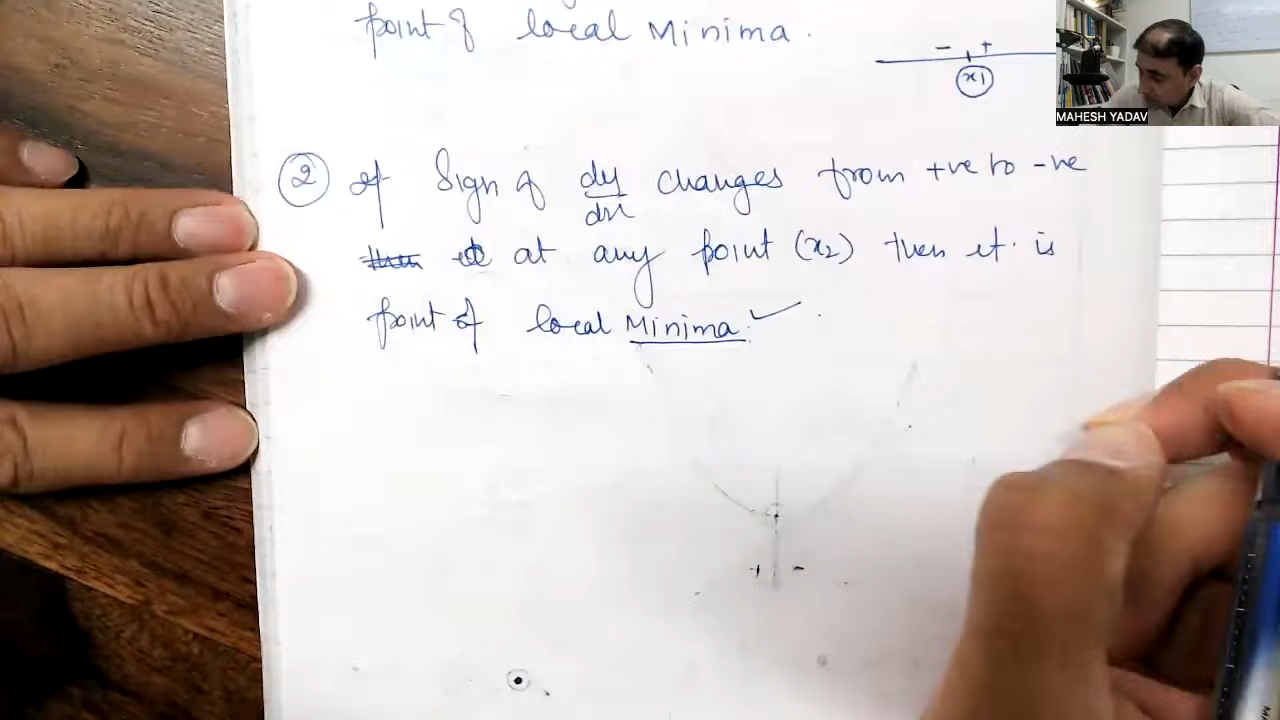 point of local Minima.
- +
x1
MAHESH YADAV
② If Sign of dy/dx changes from +ve to -ve
at any point (x2) then it is
point of local Minima.